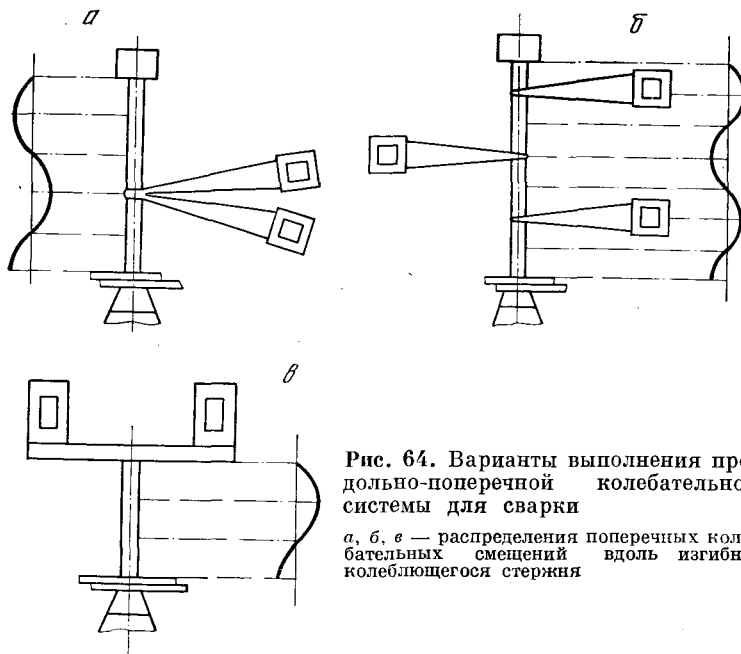 а
б
в
Рис. 64. Варианты выполнения про
дольно-поперечной колебательно
системы для сварки
а, б, в — распределения поперечных кол
бательных смещений вдоль изгибн
колеблющегося стержня